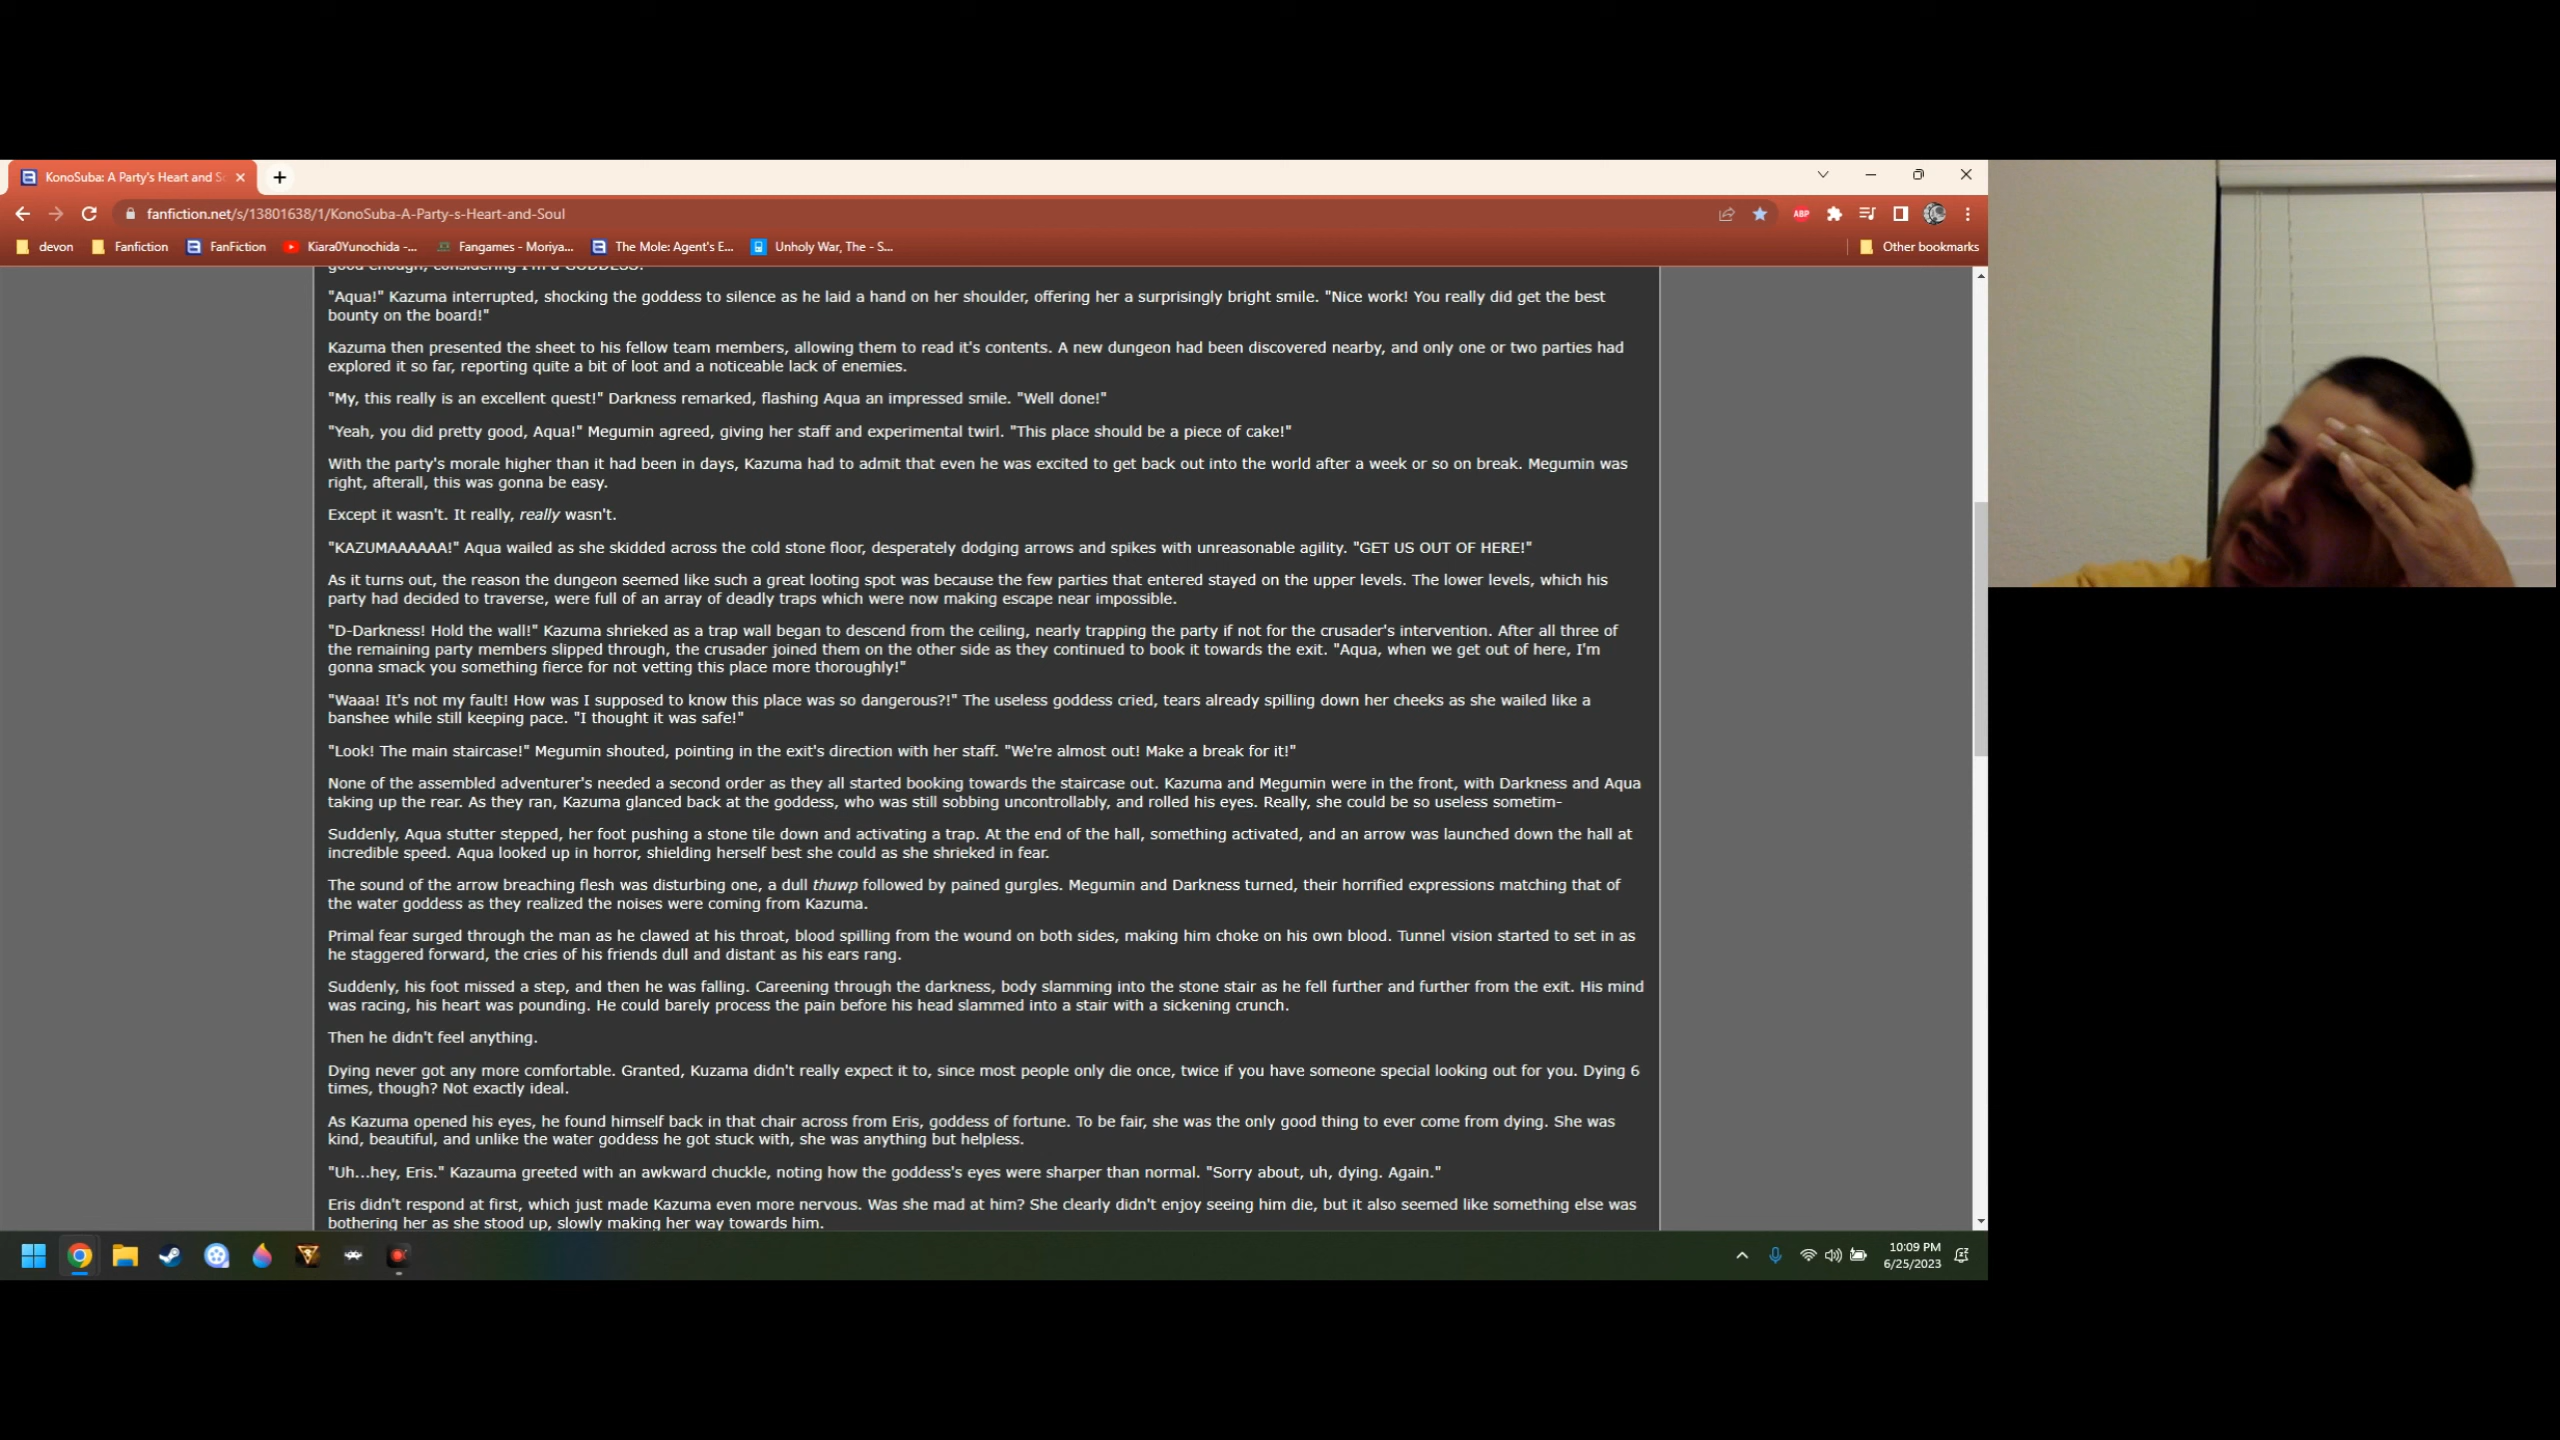 KonoSuba: A Party's Heart and S
fanfiction.net/s/13801638/1/KonoSuba-A-Party-s-Heart-and-Soul
ABP
devon
Fanfiction
FanFiction
Kiara0Yunochida -...
Fangames - Moriya...
The Mole: Agent's E...
Unholy War, The - S...
Other bookmarks
good enough, considering I'm a GODDESS!
"Aqua!" Kazuma interrupted, shocking the goddess to silence as he laid a hand on her shoulder, offering her a surprisingly bright smile. "Nice work! You really did get the best
bounty on the board!"
Kazuma then presented the sheet to his fellow team members, allowing them to read it's contents. A new dungeon had been discovered nearby, and only one or two parties had
explored it so far, reporting quite a bit of loot and a noticeable lack of enemies.
"My, this really is an excellent quest!" Darkness remarked, flashing Aqua an impressed smile. "Well done!"
"Yeah, you did pretty good, Aqua!" Megumin agreed, giving her staff and experimental twirl. "This place should be a piece of cake!"
With the party's morale higher than it had been in days, Kazuma had to admit that even he was excited to get back out into the world after a week or so on break. Megumin was
right, afterall, this was gonna be easy.
Except it wasn't. It really, really wasn't.
"KAZUMAAAAAA!" Aqua wailed as she skidded across the cold stone floor, desperately dodging arrows and spikes with unreasonable agility. "GET US OUT OF HERE!"
As it turns out, the reason the dungeon seemed like such a great looting spot was because the few parties that entered stayed on the upper levels. The lower levels, which his
party had decided to traverse, were full of an array of deadly traps which were now making escape near impossible.
"D-Darkness! Hold the wall!" Kazuma shrieked as a trap wall began to descend from the ceiling, nearly trapping the party if not for the crusader's intervention. After all three of
the remaining party members slipped through, the crusader joined them on the other side as they continued to book it towards the exit. "Aqua, when we get out of here, I'm
gonna smack you something fierce for not vetting this place more thoroughly!"
"Waaa! It's not my fault! How was I supposed to know this place was so dangerous?!" The useless goddess cried, tears already spilling down her cheeks as she wailed like a
banshee while still keeping pace. "I thought it was safe!"
"Look! The main staircase!" Megumin shouted, pointing in the exit's direction with her staff. "We're almost out! Make a break for it!"
None of the assembled adventurer's needed a second order as they all started booking towards the staircase out. Kazuma and Megumin were in the front, with Darkness and Aqua
taking up the rear. As they ran, Kazuma glanced back at the goddess, who was still sobbing uncontrollably, and rolled his eyes. Really, she could be so useless sometim-
Suddenly, Aqua stutter stepped, her foot pushing a stone tile down and activating a trap. At the end of the hall, something activated, and an arrow was launched down the hall at
incredible speed. Aqua looked up in horror, shielding herself best she could as she shrieked in fear.
The sound of the arrow breaching flesh was disturbing one, a dull thuwp followed by pained gurgles. Megumin and Darkness turned, their horrified expressions matching that of
the water goddess as they realized the noises were coming from Kazuma.
Primal fear surged through the man as he clawed at his throat, blood spilling from the wound on both sides, making him choke on his own blood. Tunnel vision started to set in as
he staggered forward, the cries of his friends dull and distant as his ears rang.
Suddenly, his foot missed a step, and then he was falling. Careening through the darkness, body slamming into the stone stair as he fell further and further from the exit. His mind
was racing, his heart was pounding. He could barely process the pain before his head slammed into a stair with a sickening crunch.
Then he didn't feel anything.
Dying never got any more comfortable. Granted, Kuzama didn't really expect it to, since most people only die once, twice if you have someone special looking out for you. Dying 6
times, though? Not exactly ideal.
As Kazuma opened his eyes, he found himself back in that chair across from Eris, goddess of fortune. To be fair, she was the only good thing to ever come from dying. She was
kind, beautiful, and unlike the water goddess he got stuck with, she was anything but helpless.
"Uh...hey, Eris." Kazauma greeted with an awkward chuckle, noting how the goddess's eyes were sharper than normal. "Sorry about, uh, dying. Again."
Eris didn't respond at first, which just made Kazuma even more nervous. Was she mad at him? She clearly didn't enjoy seeing him die, but it also seemed like something else was
bothering her as she stood up, slowly making her way towards him.
10:09 PM
6/25/2023